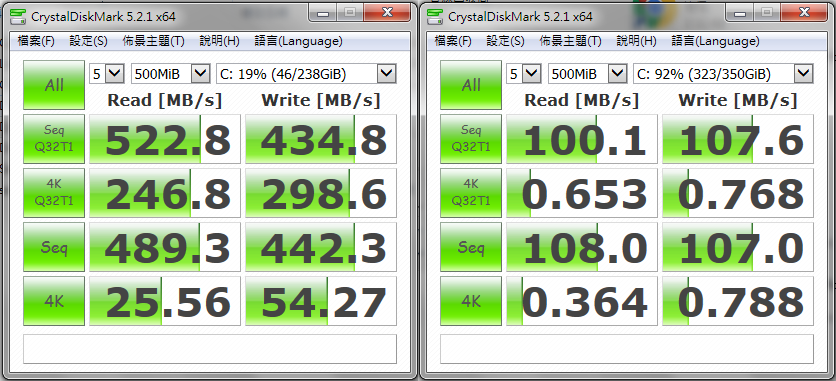 CrystalDiskMark 5.2.1 x64
檔案(F) 設定(S) 佈景主題(T) 說明(H) 語言(Language)
All 5 500MiB C: 19% (46/238GiB)
Read [MB/s] Write [MB/s]
Seq Q32T1 522.8 434.8
4K Q32T1 246.8 298.6
Seq 489.3 442.3
4K 25.56 54.27
CrystalDiskMark 5.2.1 x64
檔案(F) 設定(S) 佈景主題(T) 說明(H) 語言(Language)
All 5 500MiB C: 92% (323/350GiB)
Read [MB/s] Write [MB/s]
Seq Q32T1 100.1 107.6
4K Q32T1 0.653 0.768
Seq 108.0 107.0
4K 0.364 0.788